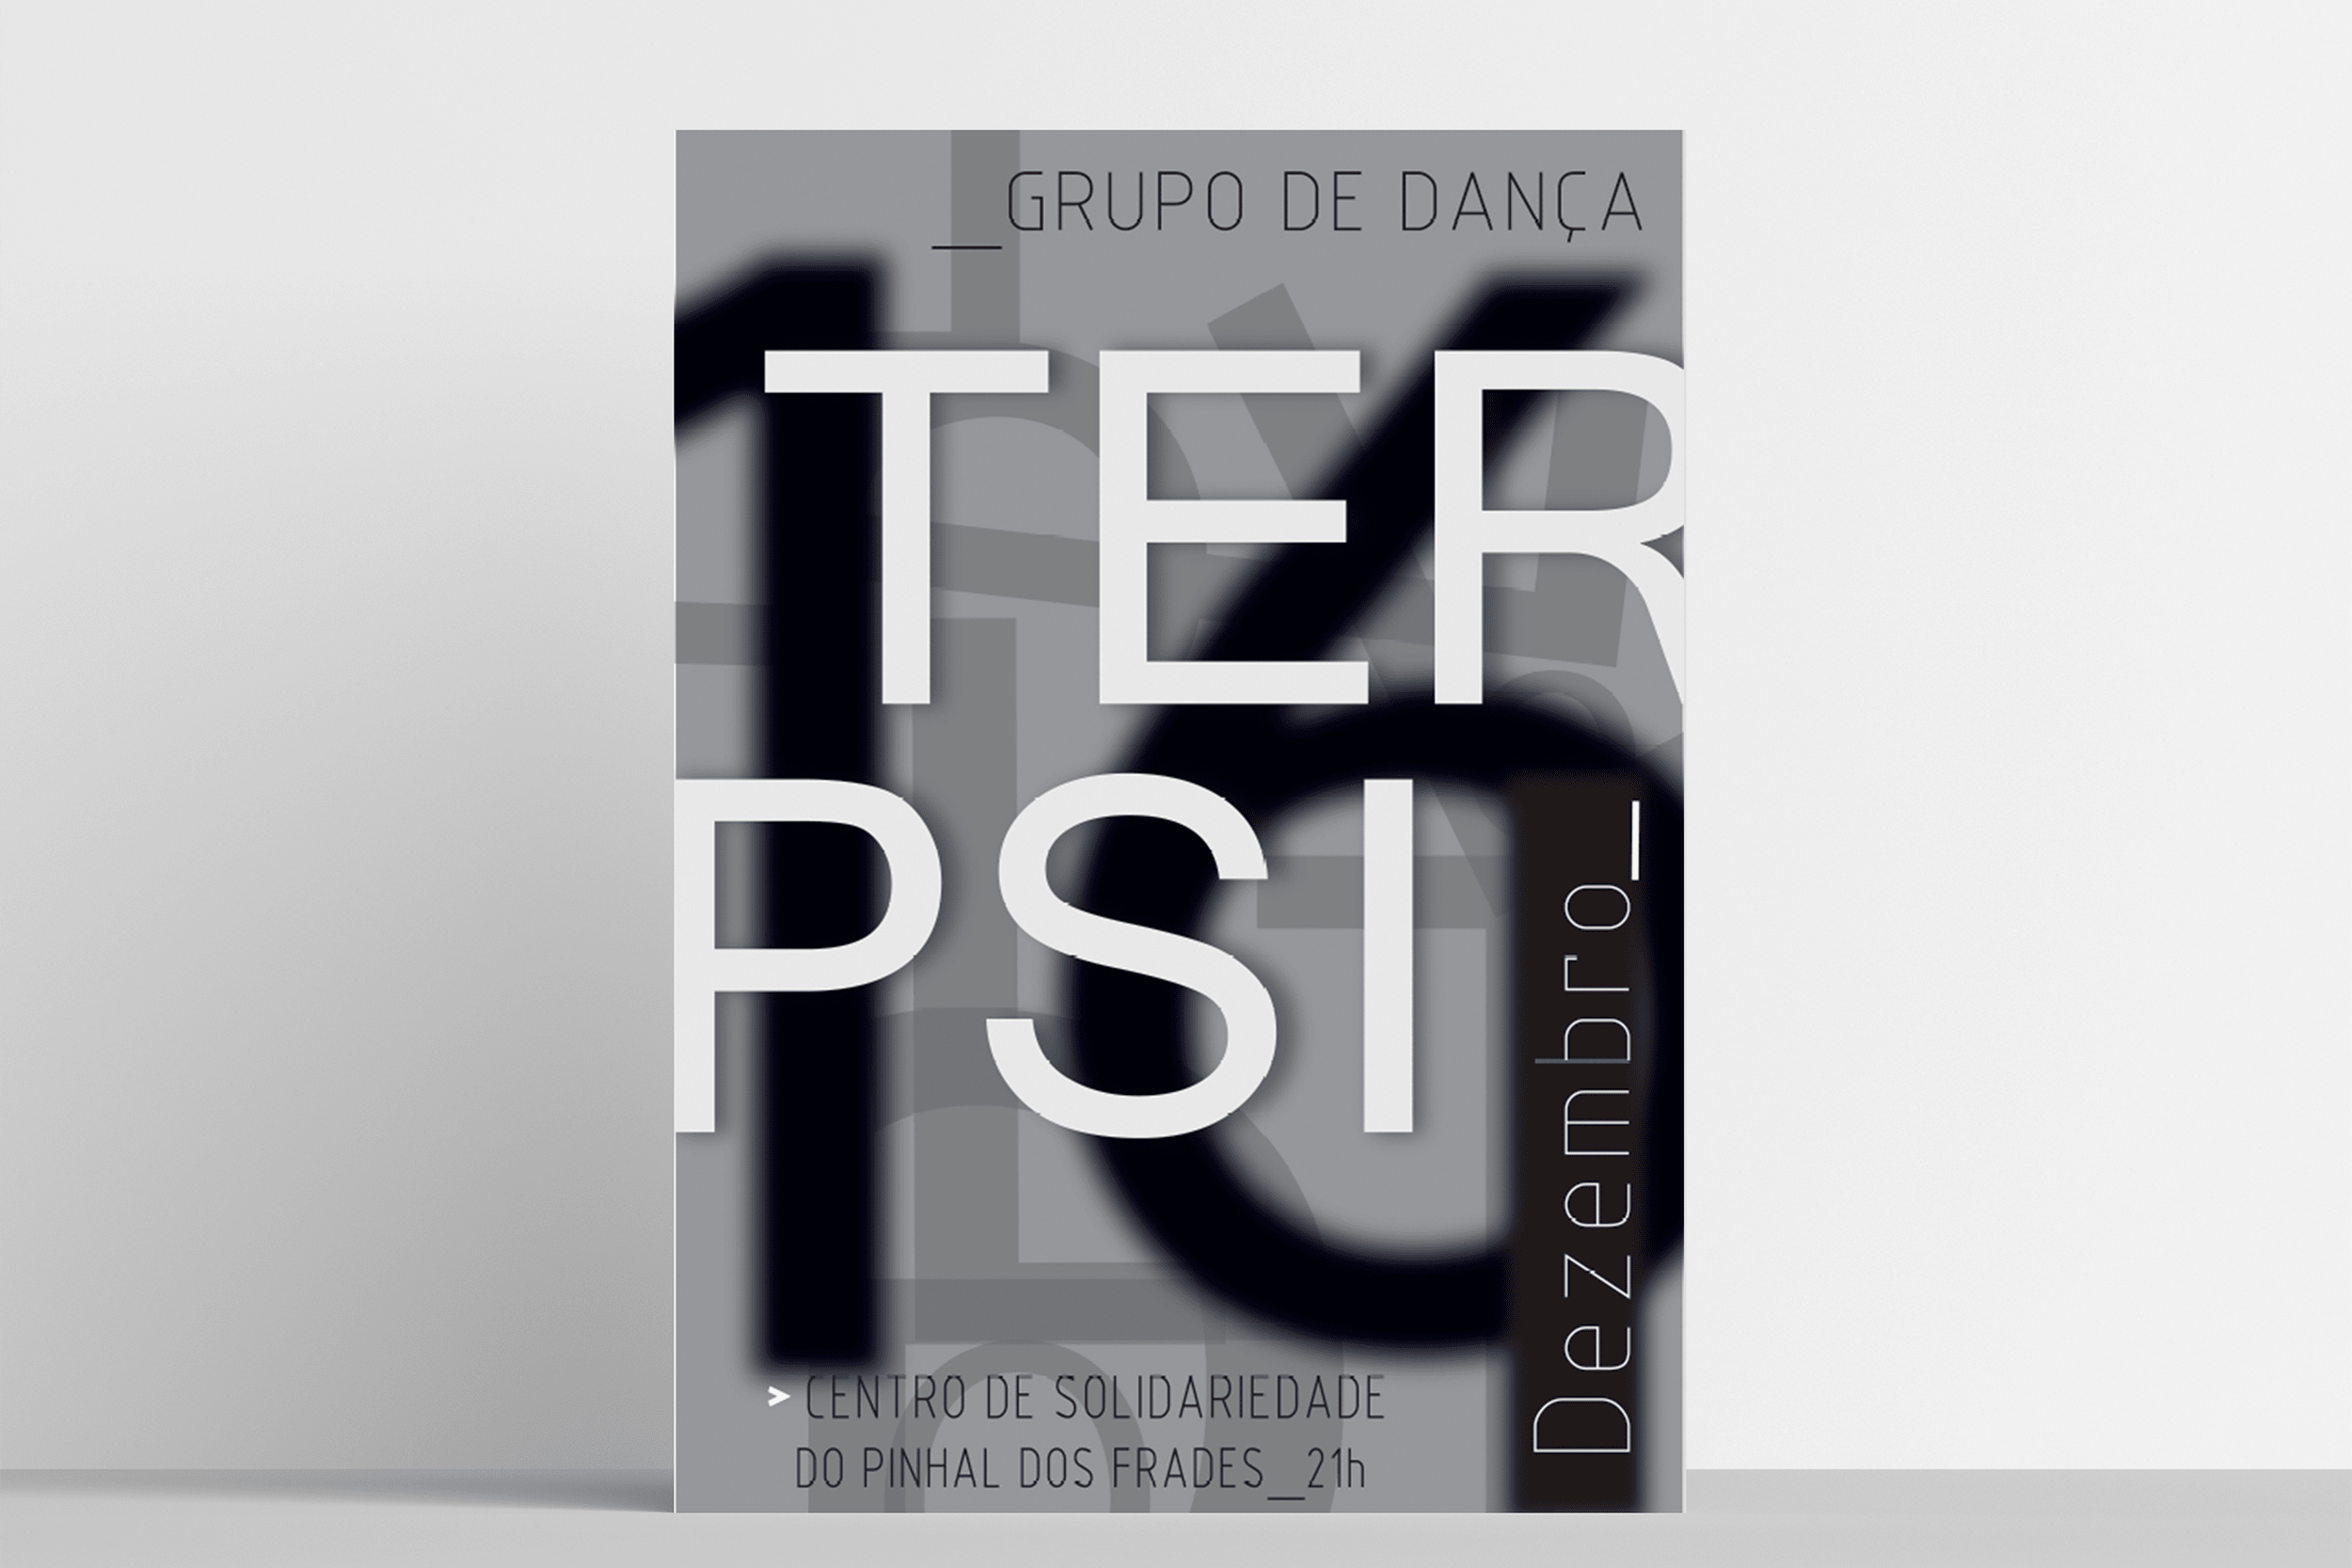 _GRUPO DE DANÇA
16
TER
PSI
Dezembro_
> CENTRO DE SOLIDARIEDADE
DO PINHAL DOS FRADES_21h